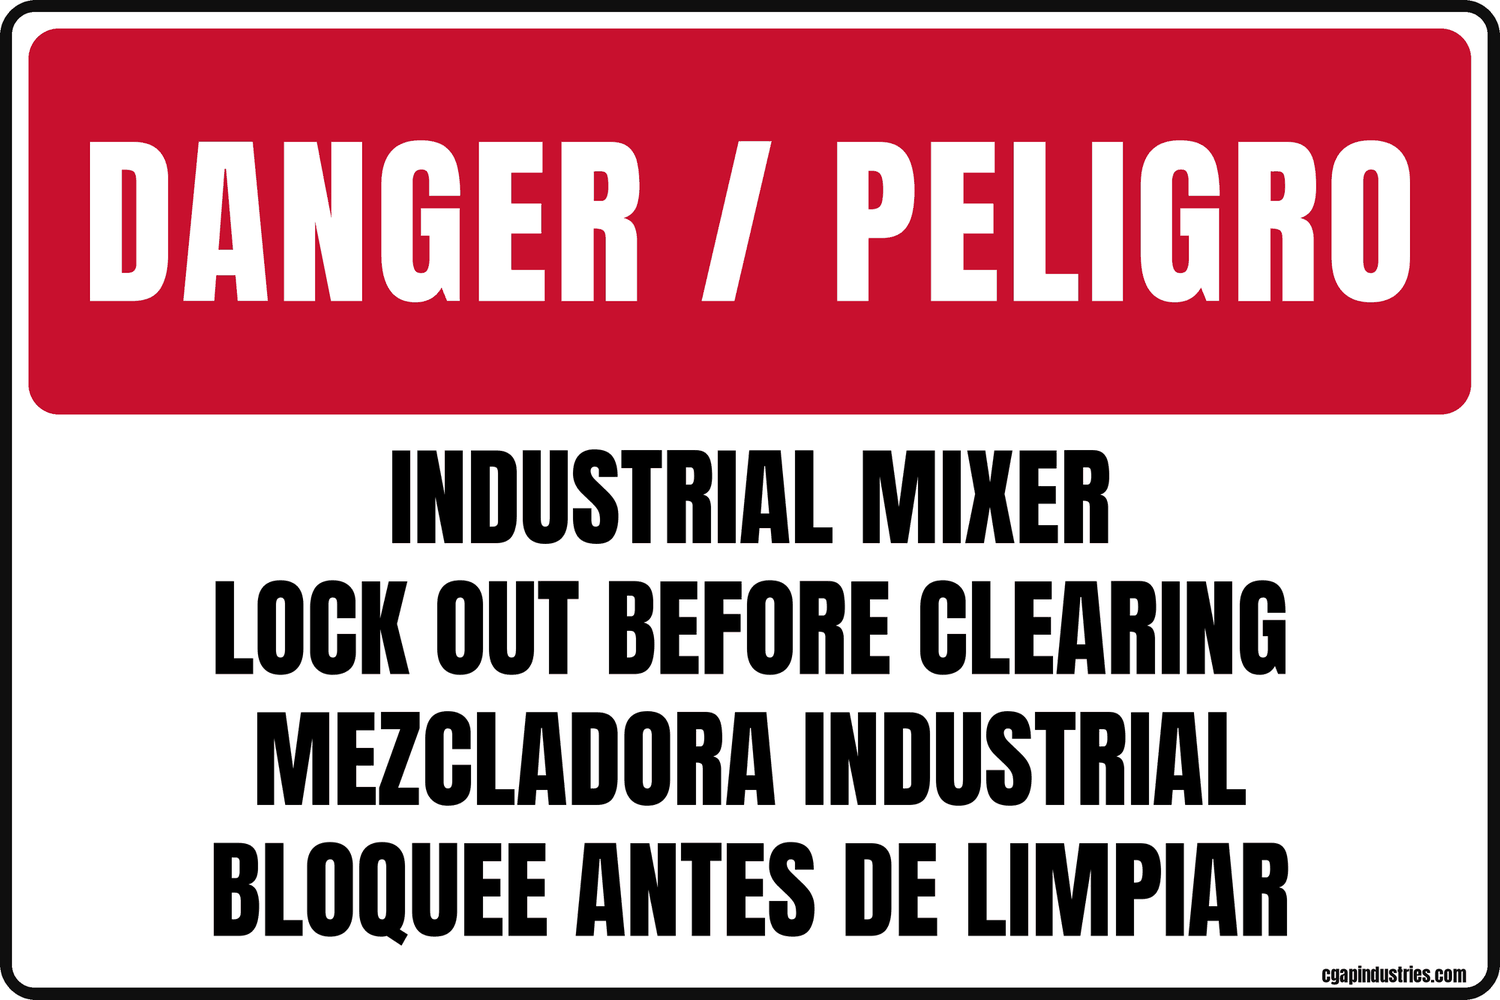 DANGER / PELIGRO
INDUSTRIAL MIXER
LOCK OUT BEFORE CLEARING
MEZCLADORA INDUSTRIAL
BLOQUEE ANTES DE LIMPIAR
cgapindustries.com